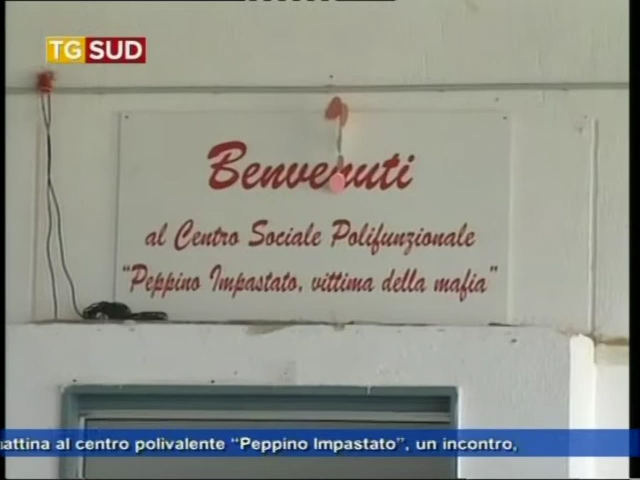 TG SUD
Benvenuti
al Centro Sociale Polifunzionale
"Peppino Impastato, vittima della mafia"
al centro polivalente "Peppino Impastato", un incontro,